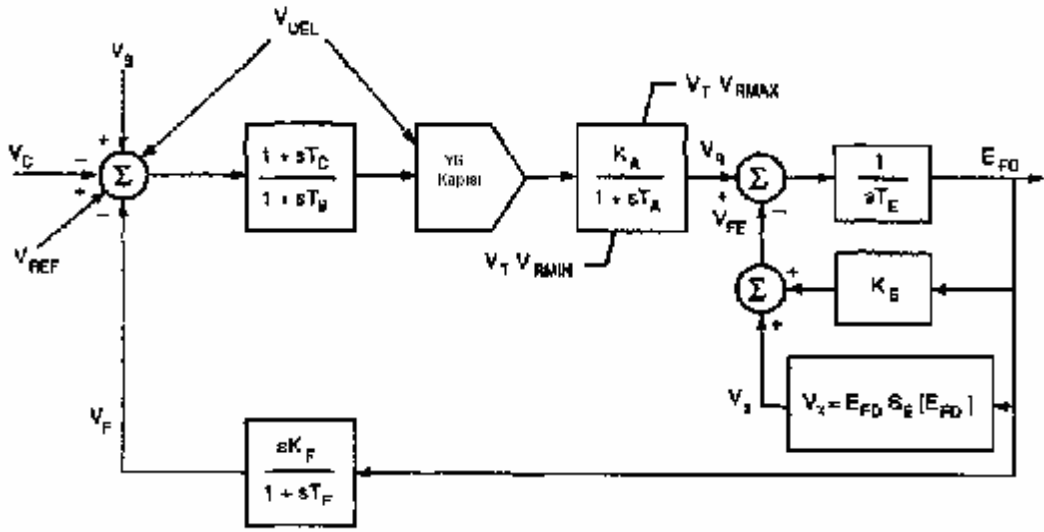 V_UEL
V_S
V_C
V_REF
Σ
+
−
+
−
1 + sT_C
1 + sT_B
YG
Kapısı
V_T V_RMAX
K_A
1 + sT_A
V_T V_RMIN
V_R
+
Σ
−
V_FE
1
sT_E
E_FD
Σ
+
+
K_E
V_X
V_X = E_FD S_E [E_FD]
V_F
sK_F
1 + sT_F